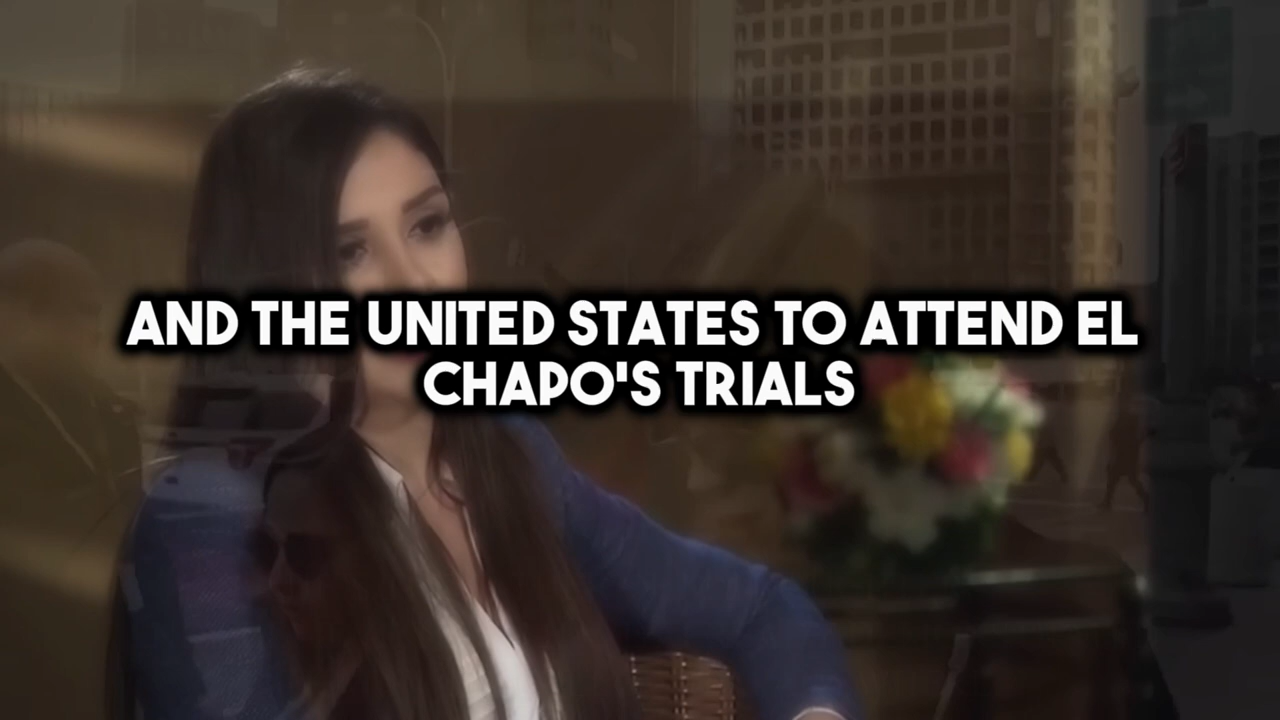 AND THE UNITED STATES TO ATTEND EL
CHAPO'S TRIALS